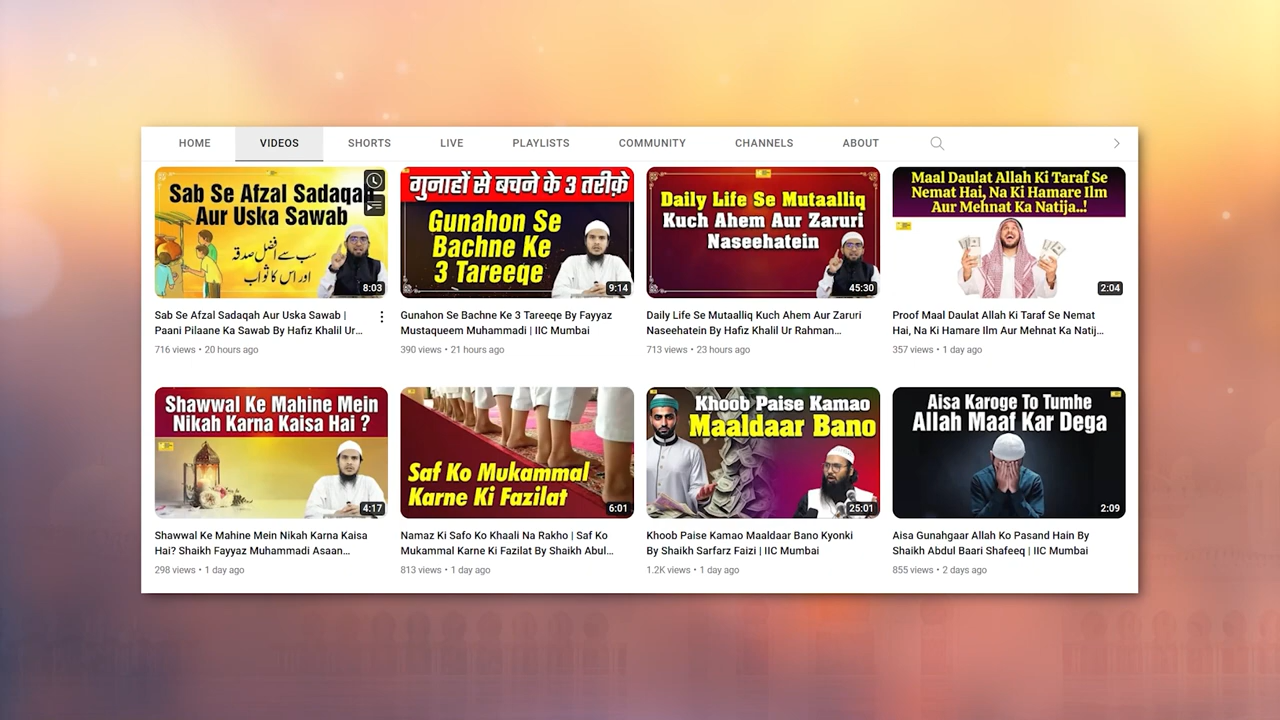 HOME VIDEOS SHORTS LIVE PLAYLISTS COMMUNITY CHANNELS ABOUT
Sab Se Afzal Sadaqah
Aur Uska Sawab
سب سے افضل صدقہ
اور اس کا ثواب
8:03
Sab Se Afzal Sadaqah Aur Uska Sawab |
Paani Pilaane Ka Sawab By Hafiz Khalil Ur...
716 views • 20 hours ago
गुनाहों से बचने के 3 तरीक़े
Gunahon Se
Bachne Ke
3 Tareeqe
9:14
Gunahon Se Bachne Ke 3 Tareeqe By Fayyaz
Mustaqueem Muhammadi | IIC Mumbai
390 views • 21 hours ago
Daily Life Se Mutaalliq
Kuch Ahem Aur Zaruri
Naseehatein
45:30
Daily Life Se Mutaalliq Kuch Ahem Aur Zaruri
Naseehatein By Hafiz Khalil Ur Rahman...
713 views • 23 hours ago
Maal Daulat Allah Ki Taraf Se
Nemat Hai, Na Ki Hamare Ilm
Aur Mehnat Ka Natija..!
2:04
Proof Maal Daulat Allah Ki Taraf Se Nemat
Hai, Na Ki Hamare Ilm Aur Mehnat Ka Natij...
357 views • 1 day ago
Shawwal Ke Mahine Mein
Nikah Karna Kaisa Hai ?
4:17
Shawwal Ke Mahine Mein Nikah Karna Kaisa
Hai? Shaikh Fayyaz Muhammadi Asaan...
298 views • 1 day ago
Saf Ko Mukammal
Karne Ki Fazilat
6:01
Namaz Ki Safo Ko Khaali Na Rakho | Saf Ko
Mukammal Karne Ki Fazilat By Shaikh Abul...
813 views • 1 day ago
Khoob Paise Kamao
Maaldaar Bano
25:01
Khoob Paise Kamao Maaldaar Bano Kyonki
By Shaikh Sarfarz Faizi | IIC Mumbai
1.2K views • 1 day ago
Aisa Karoge To Tumhe
Allah Maaf Kar Dega
2:09
Aisa Gunahgaar Allah Ko Pasand Hain By
Shaikh Abdul Baari Shafeeq | IIC Mumbai
855 views • 2 days ago